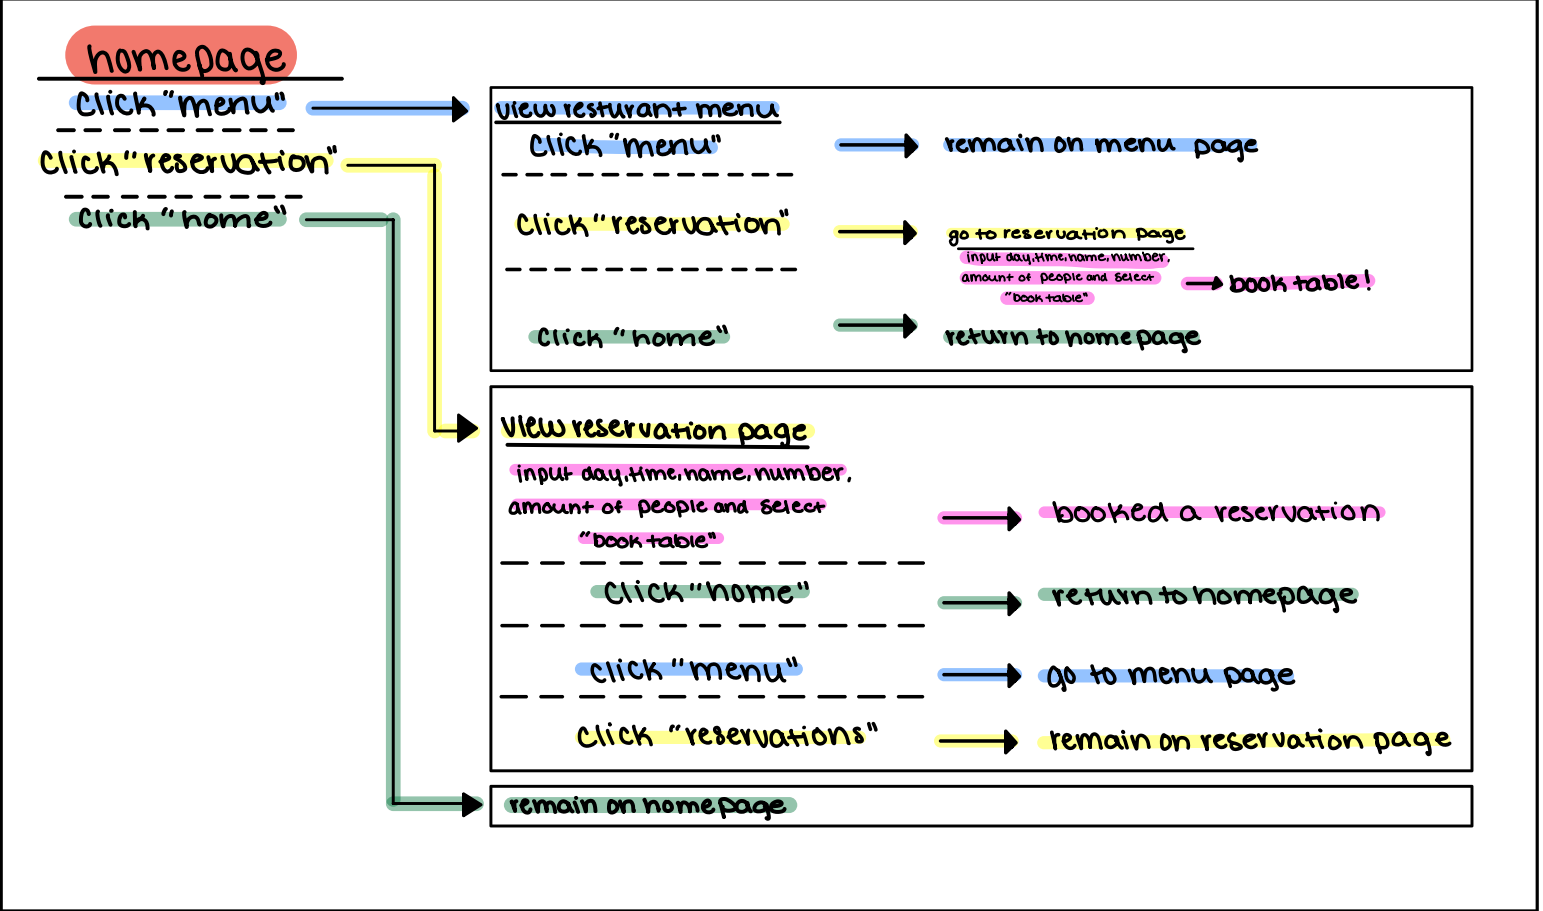 homepage
Click "menu"
Click "reservation"
Click "home"
View resturant menu
Click "menu"
remain on menu page
Click "reservation"
go to reservation page
input day, time, name, number,
amount of people and select
"book table"
book table!
Click "home"
return to homepage
View reservation page
input day, time, name, number,
amount of people and select
"book table"
booked a reservation
Click "home"
return to homepage
click "menu"
go to menu page
Click "reservations"
remain on reservation page
remain on homepage